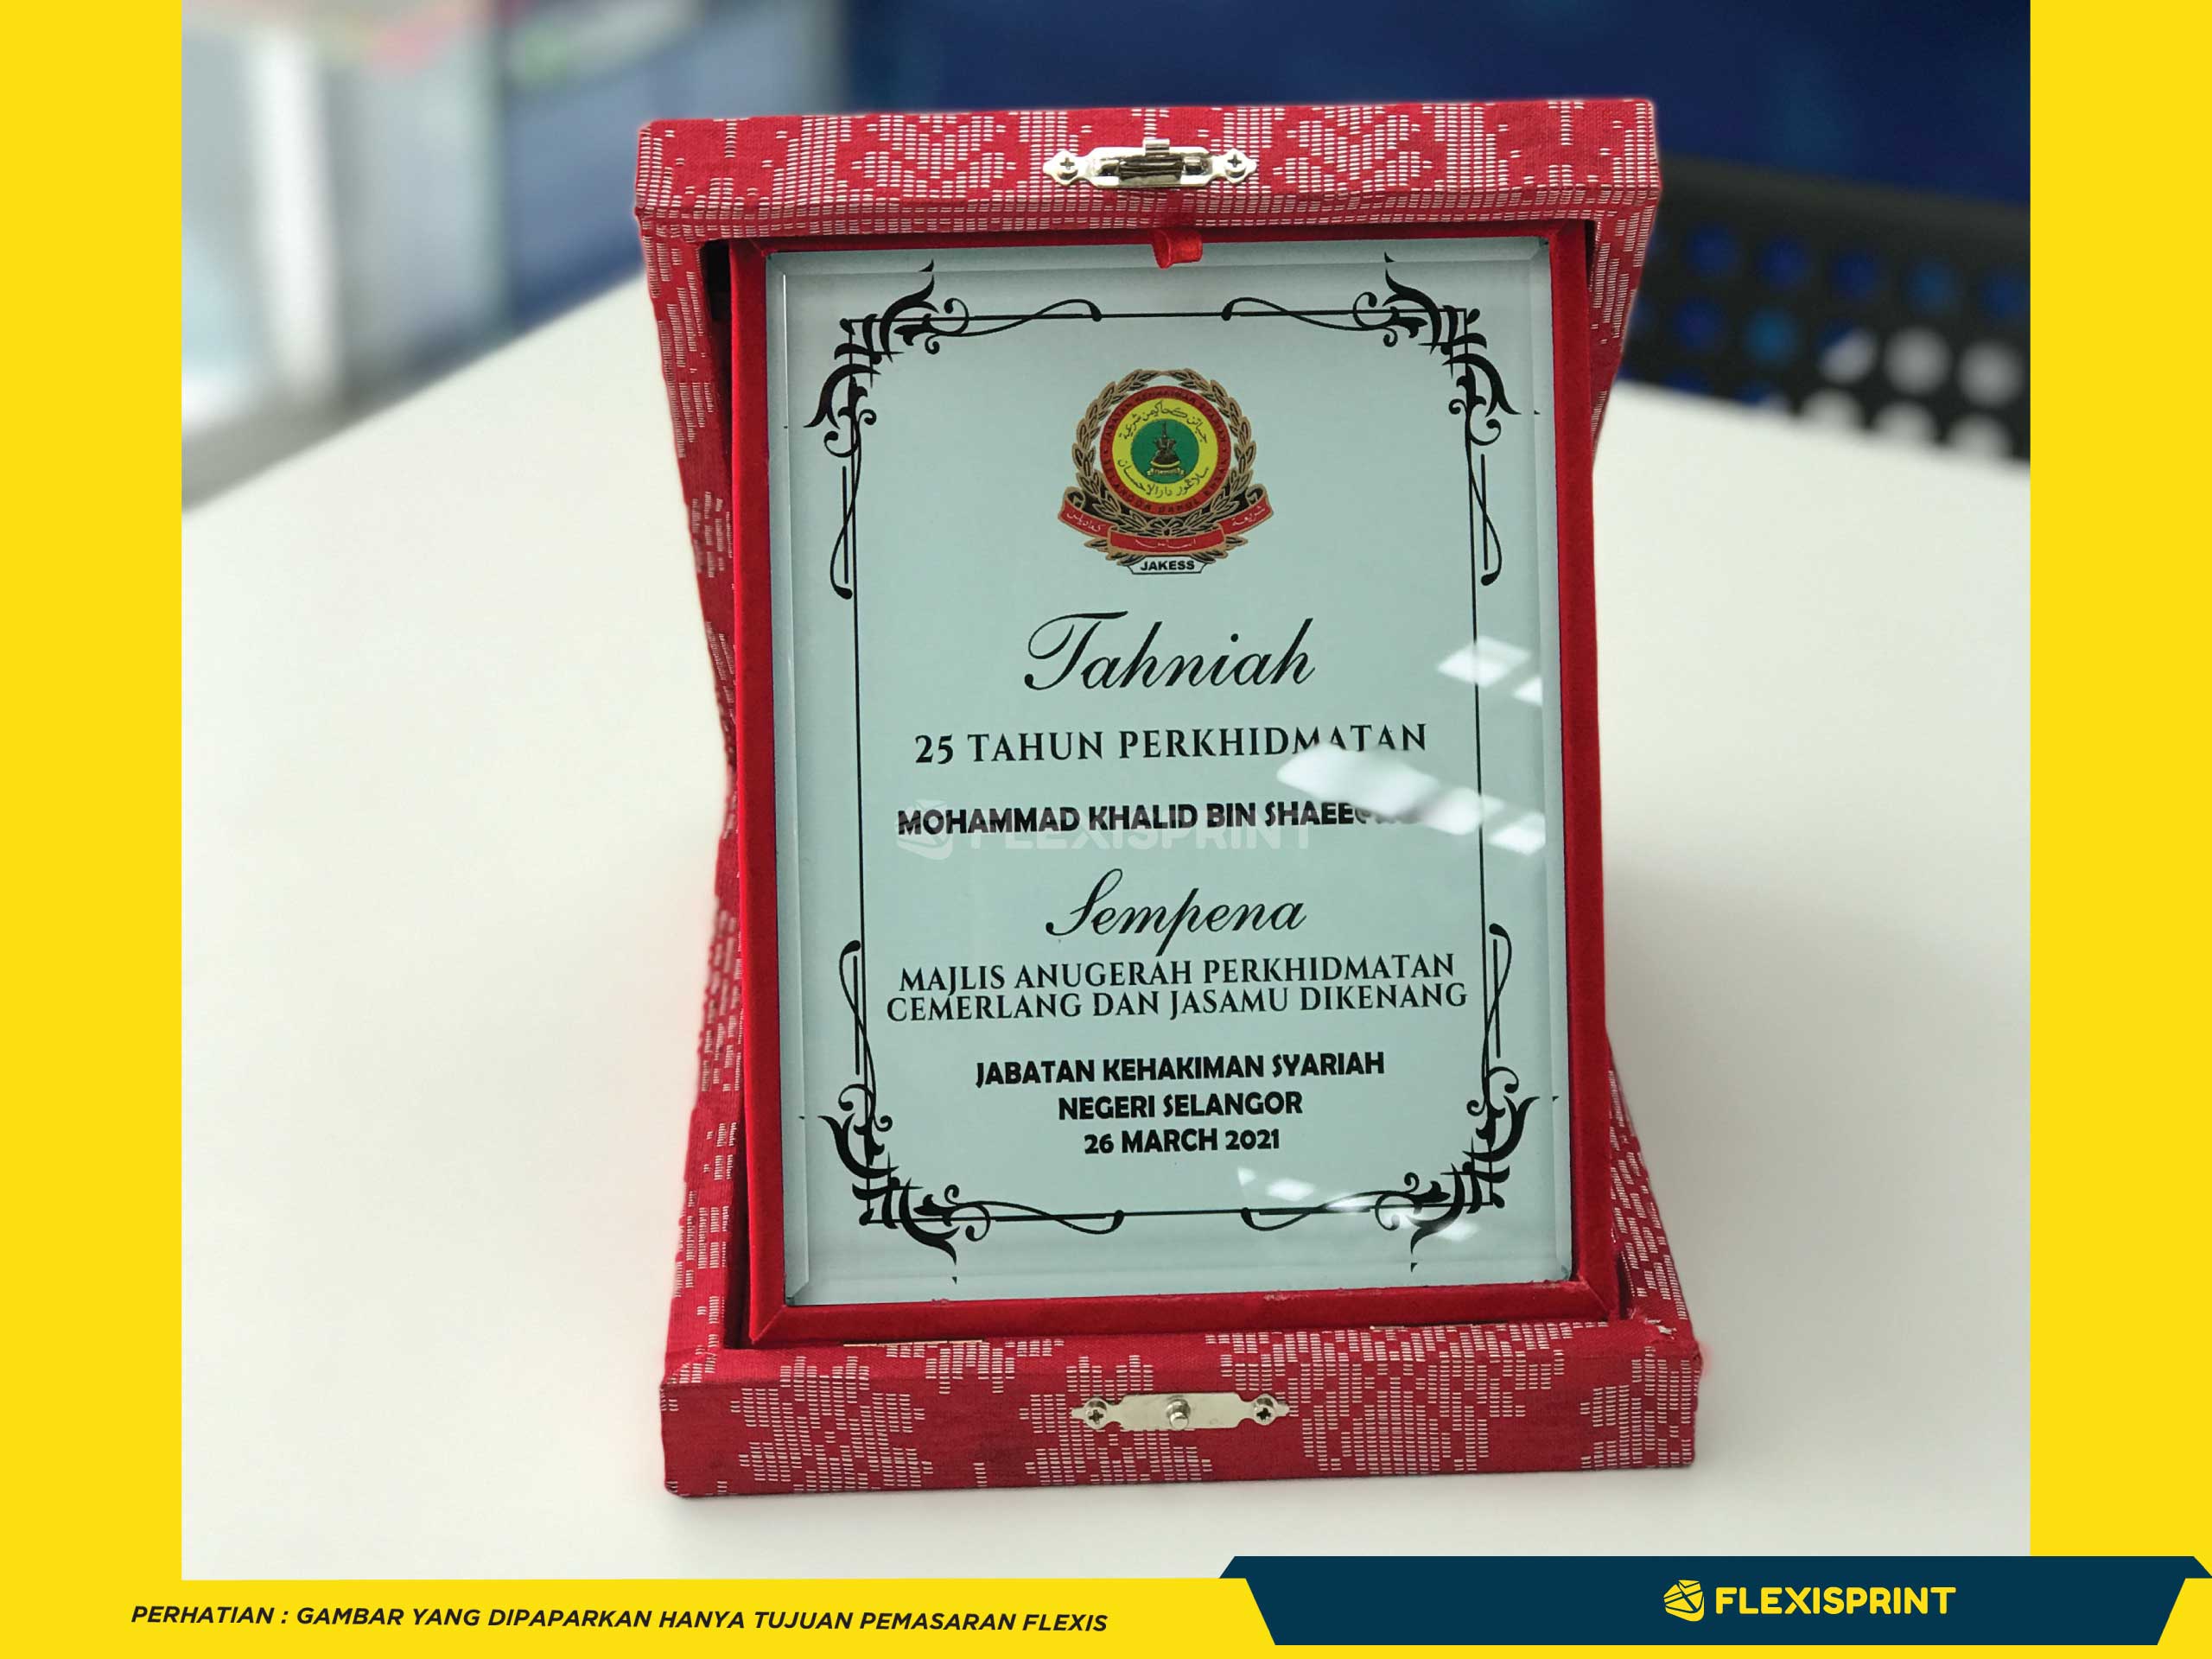 JAKESS
Tahniah
25 TAHUN PERKHIDMATAN
MOHAMMAD KHALID BIN
FLEXISPRINT
Sempena
MAJLIS ANUGERAH PERKHIDMATAN
CEMERLANG DAN JASAMU DIKENANG
JABATAN KEHAKIMAN SYARIAH
NEGERI SELANGOR
26 MARCH 2021
PERHATIAN : GAMBAR YANG DIPAPARKAN HANYA TUJUAN PEMASARAN FLEXIS
FLEXISPRINT